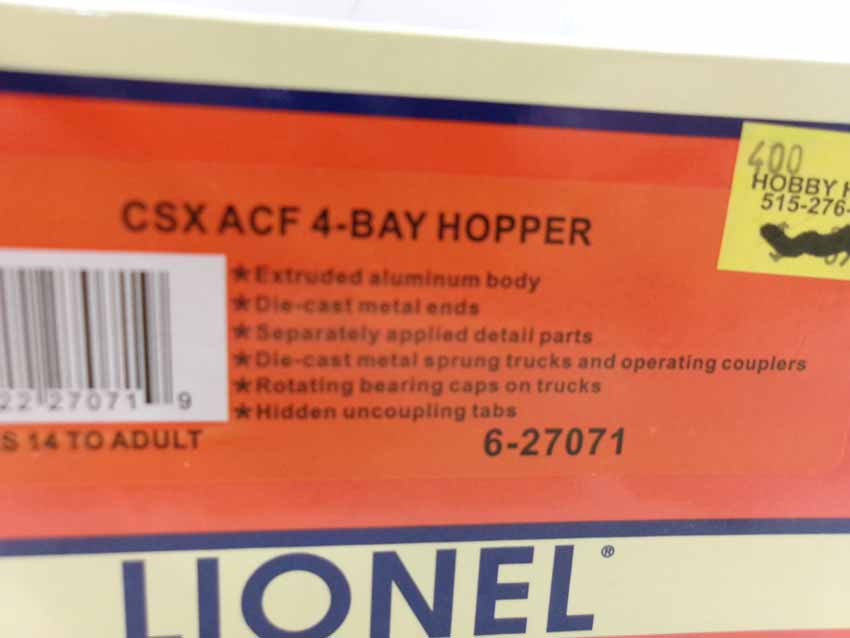 400
HOBBY H
515-276-
CSX ACF 4-BAY HOPPER
★Extruded aluminum body
★Die-cast metal ends
★Separately applied detail parts
★Die-cast metal sprung trucks and operating couplers
★Rotating bearing caps on trucks
★Hidden uncoupling tabs
22 27071 9
S 14 TO ADULT
6-27071
LIONEL®